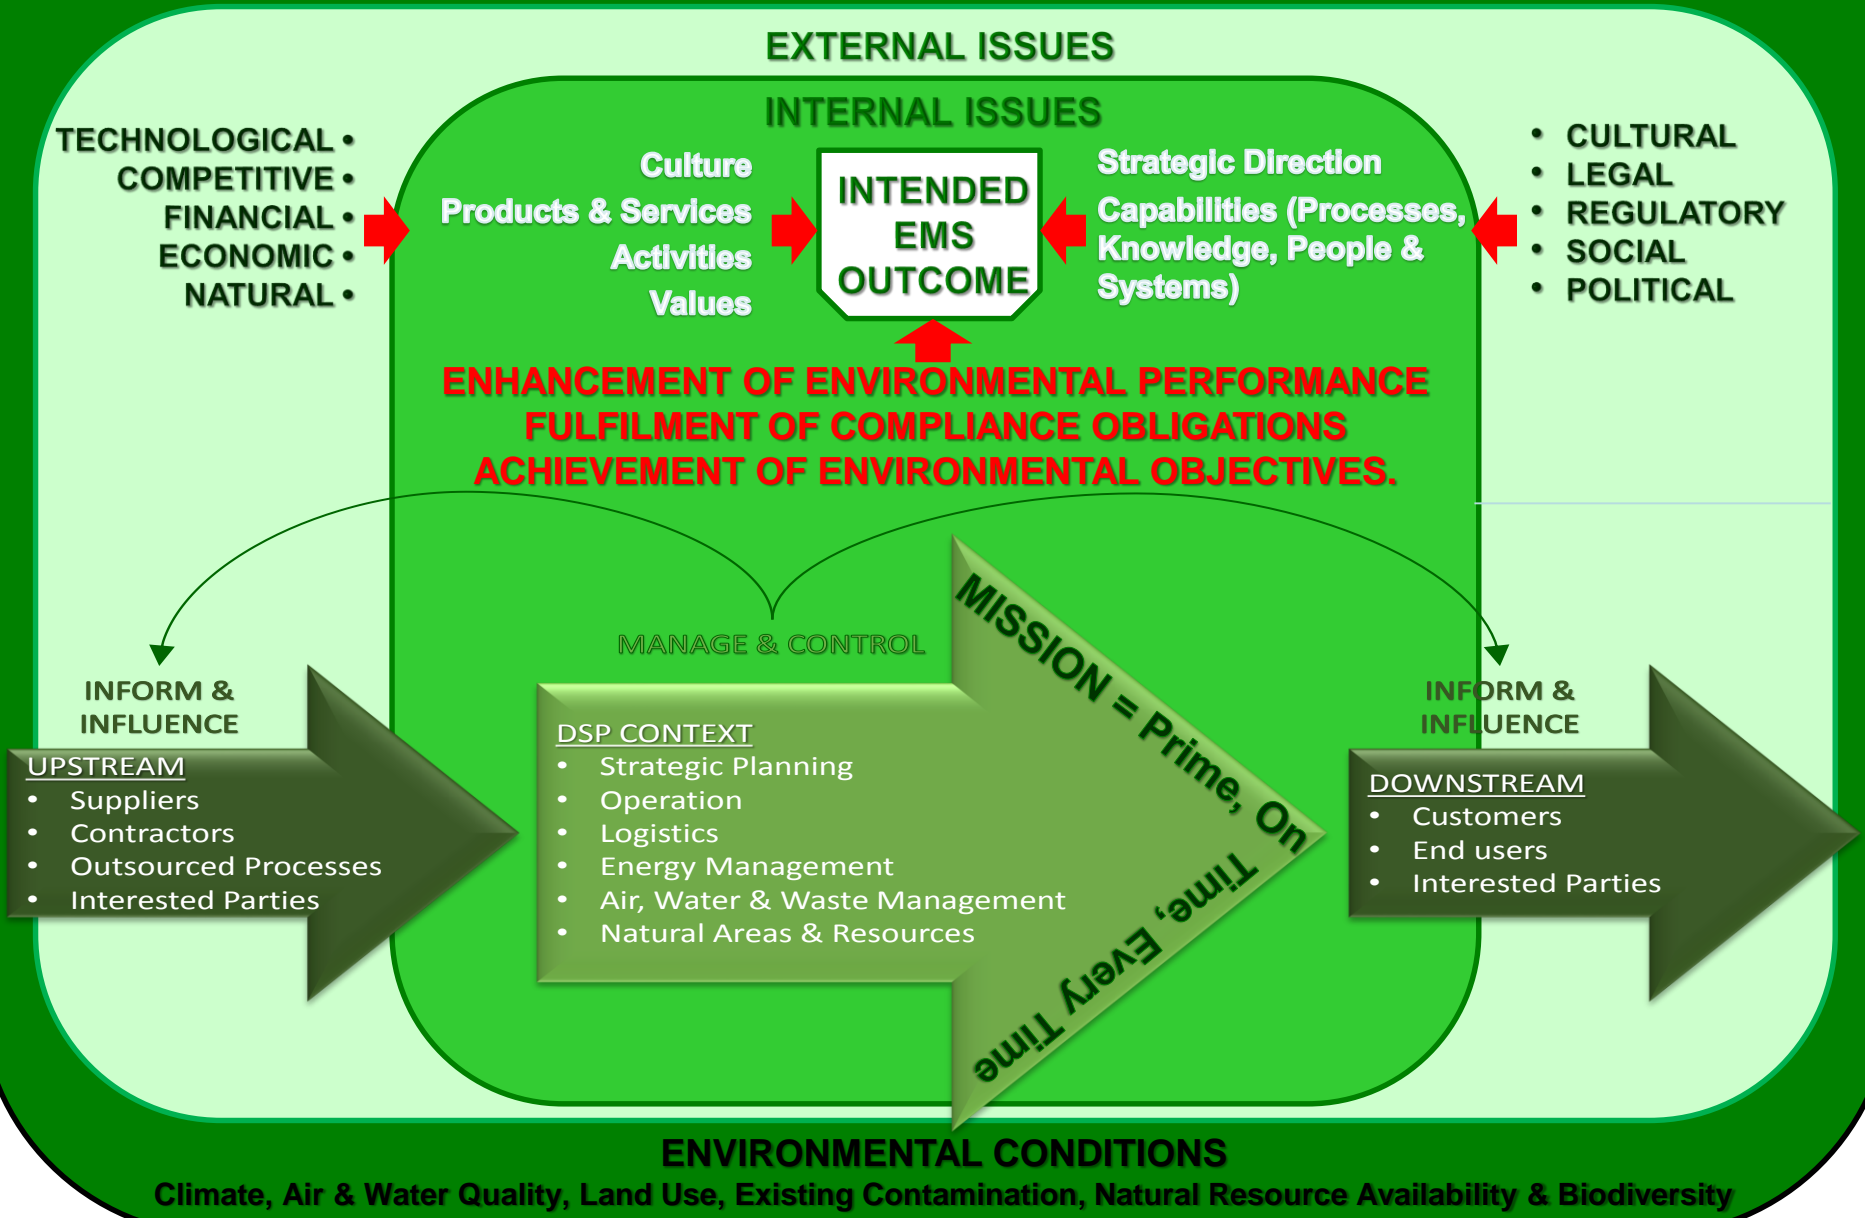 EXTERNAL ISSUES
INTERNAL ISSUES
TECHNOLOGICAL •
COMPETITIVE •
FINANCIAL •
ECONOMIC •
NATURAL •
Culture
Products & Services
Activities
Values
INTENDED
EMS
OUTCOME
Strategic Direction
Capabilities (Processes,
Knowledge, People &
Systems)
• CULTURAL
• LEGAL
• REGULATORY
• SOCIAL
• POLITICAL
ENHANCEMENT OF ENVIRONMENTAL PERFORMANCE
FULFILMENT OF COMPLIANCE OBLIGATIONS
ACHIEVEMENT OF ENVIRONMENTAL OBJECTIVES.
INFORM &
INFLUENCE
UPSTREAM
• Suppliers
• Contractors
• Outsourced Processes
• Interested Parties
MANAGE & CONTROL
DSP CONTEXT
• Strategic Planning
• Operation
• Logistics
• Energy Management
• Air, Water & Waste Management
• Natural Areas & Resources
MISSION = Prime, On
Time, Every Time
INFORM &
INFLUENCE
DOWNSTREAM
• Customers
• End users
• Interested Parties
ENVIRONMENTAL CONDITIONS
Climate, Air & Water Quality, Land Use, Existing Contamination, Natural Resource Availability & Biodiversity